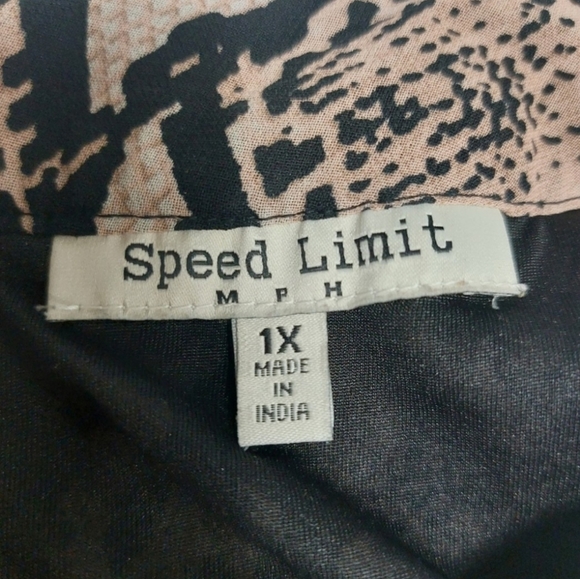 Speed Limit
M P H
1X
MADE
IN
INDIA